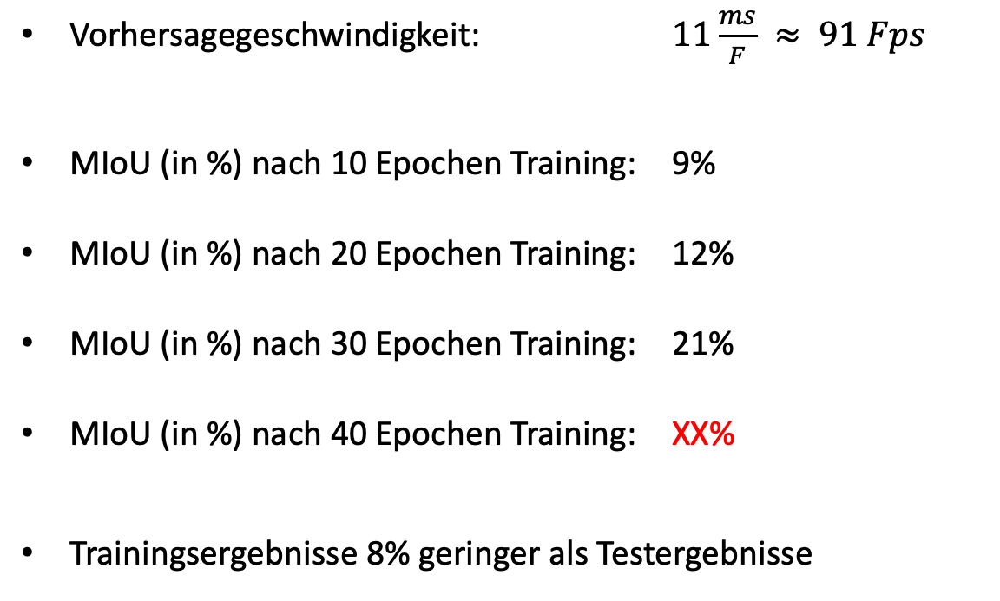 • Vorhersagegeschwindigkeit: 11 ms/F ≈ 91 Fps
• MIoU (in %) nach 10 Epochen Training: 9%
• MIoU (in %) nach 20 Epochen Training: 12%
• MIoU (in %) nach 30 Epochen Training: 21%
• MIoU (in %) nach 40 Epochen Training: XX%
• Trainingsergebnisse 8% geringer als Testergebnisse